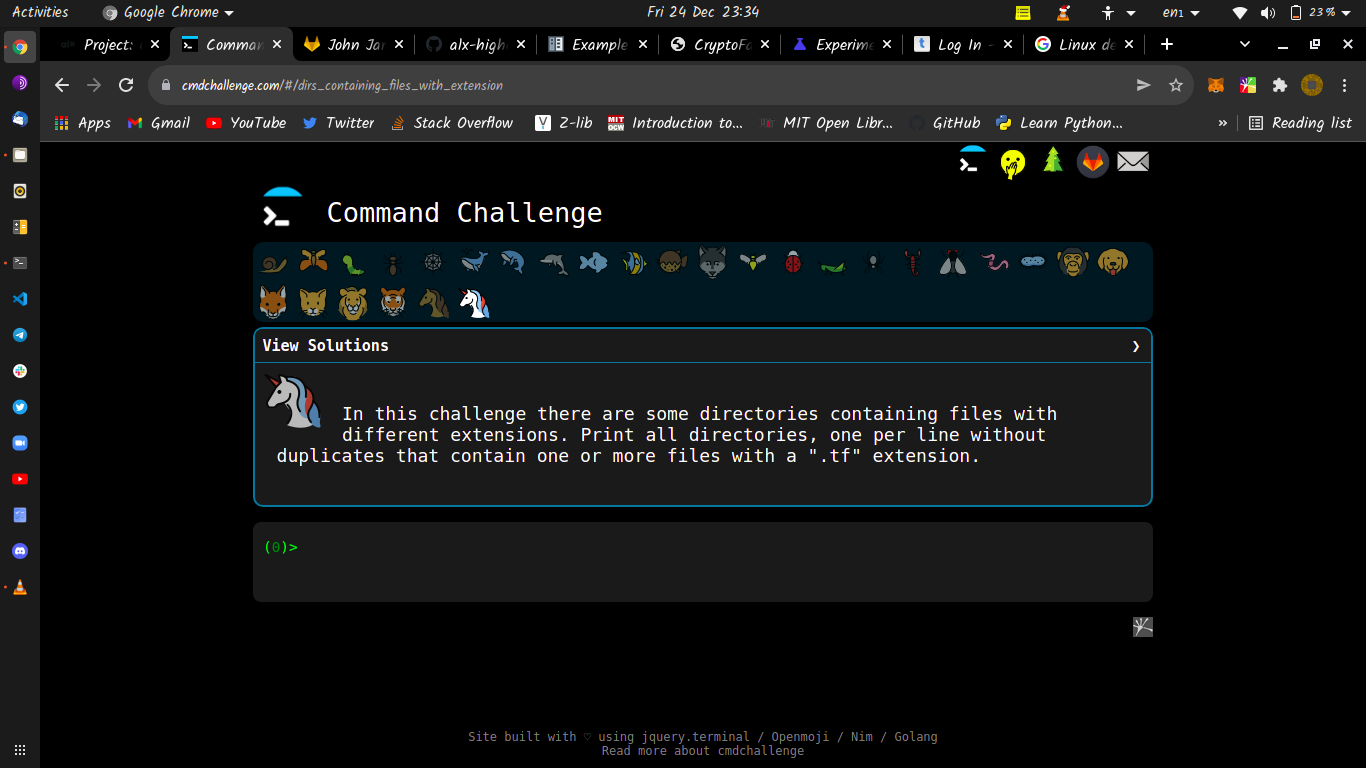 Activities Google Chrome Fri 24 Dec 23:34 en₁ 23 %
Project: Comman John Jar alx-high Example CryptoFa Experime Log In - Linux de
cmdchallenge.com/#/dirs_containing_files_with_extension
Apps Gmail YouTube Twitter Stack Overflow Z-lib Introduction to... MIT Open Libr... GitHub Learn Python... » Reading list
Command Challenge
View Solutions ❯
In this challenge there are some directories containing files with
different extensions. Print all directories, one per line without
duplicates that contain one or more files with a ".tf" extension.
(0)>
Site built with ♡ using jquery.terminal / Openmoji / Nim / Golang
Read more about cmdchallenge